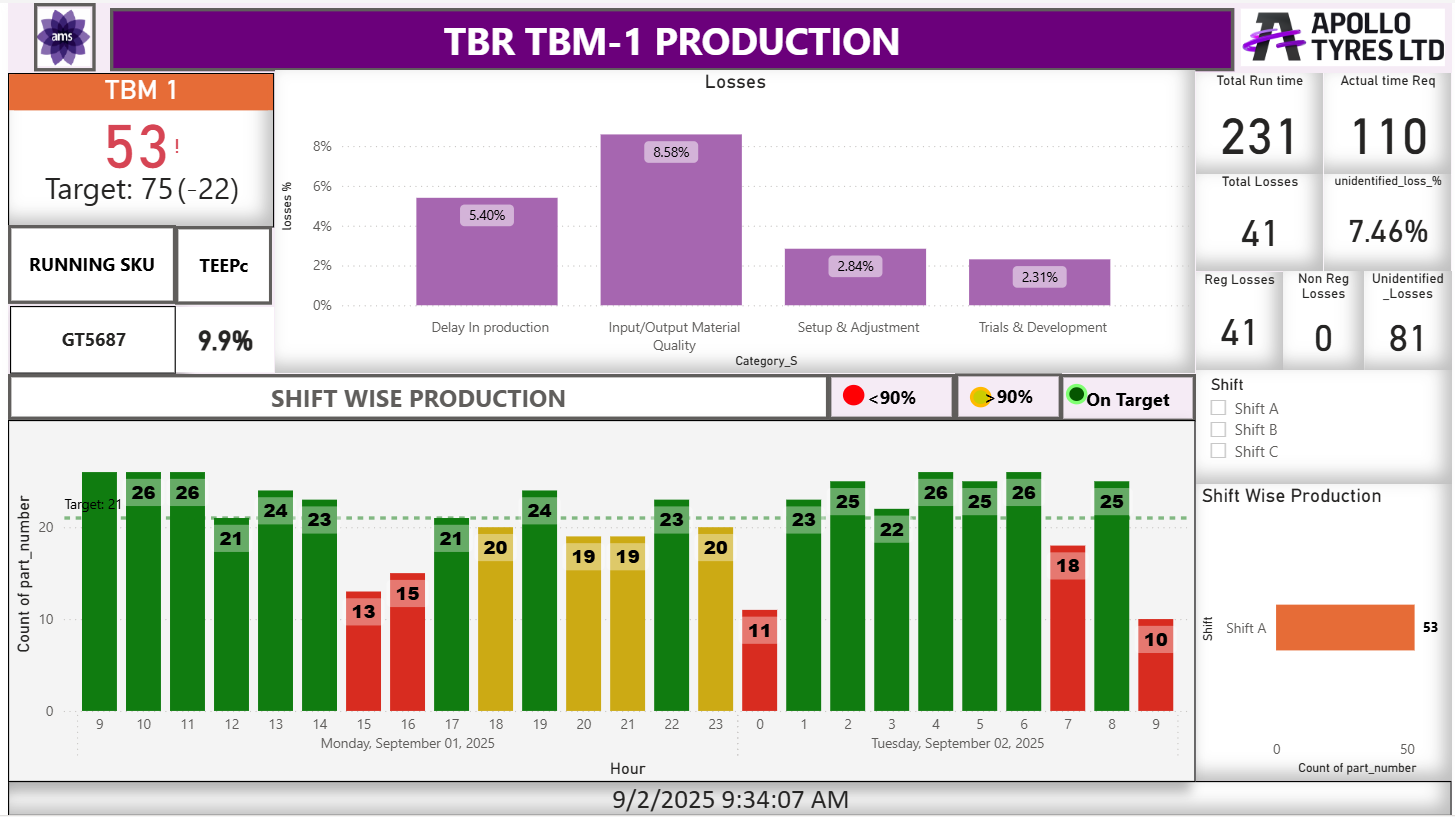 ams
TBR TBM-1 PRODUCTION
APOLLO
TYRES LTD
TBM 1
53!
Target: 75 (-22)
RUNNING SKU
TEEPc
GT5687
9.9%
Losses
losses %
8%
6%
4%
2%
0%
5.40%
8.58%
2.84%
2.31%
Delay In production
Input/Output Material
Quality
Setup & Adjustment
Trials & Development
Category_S
Total Run time
231
Actual time Req
110
Total Losses
41
unidentified_loss_%
7.46%
Reg Losses
41
Non Reg
Losses
0
Unidentified
_Losses
81
SHIFT WISE PRODUCTION
<90%
>90%
On Target
Shift
Shift A
Shift B
Shift C
Count of part_number
20
10
0
Target: 21
26
26
21
24
23
13
15
21
20
24
19
19
23
20
11
23
25
22
26
25
26
18
25
10
9
10
11
12
13
14
15
16
17
18
19
20
21
22
23
0
1
2
3
4
5
6
7
8
9
Monday, September 01, 2025
Tuesday, September 02, 2025
Hour
Shift Wise Production
Shift
Shift A
53
0
50
Count of part_number
9/2/2025 9:34:07 AM